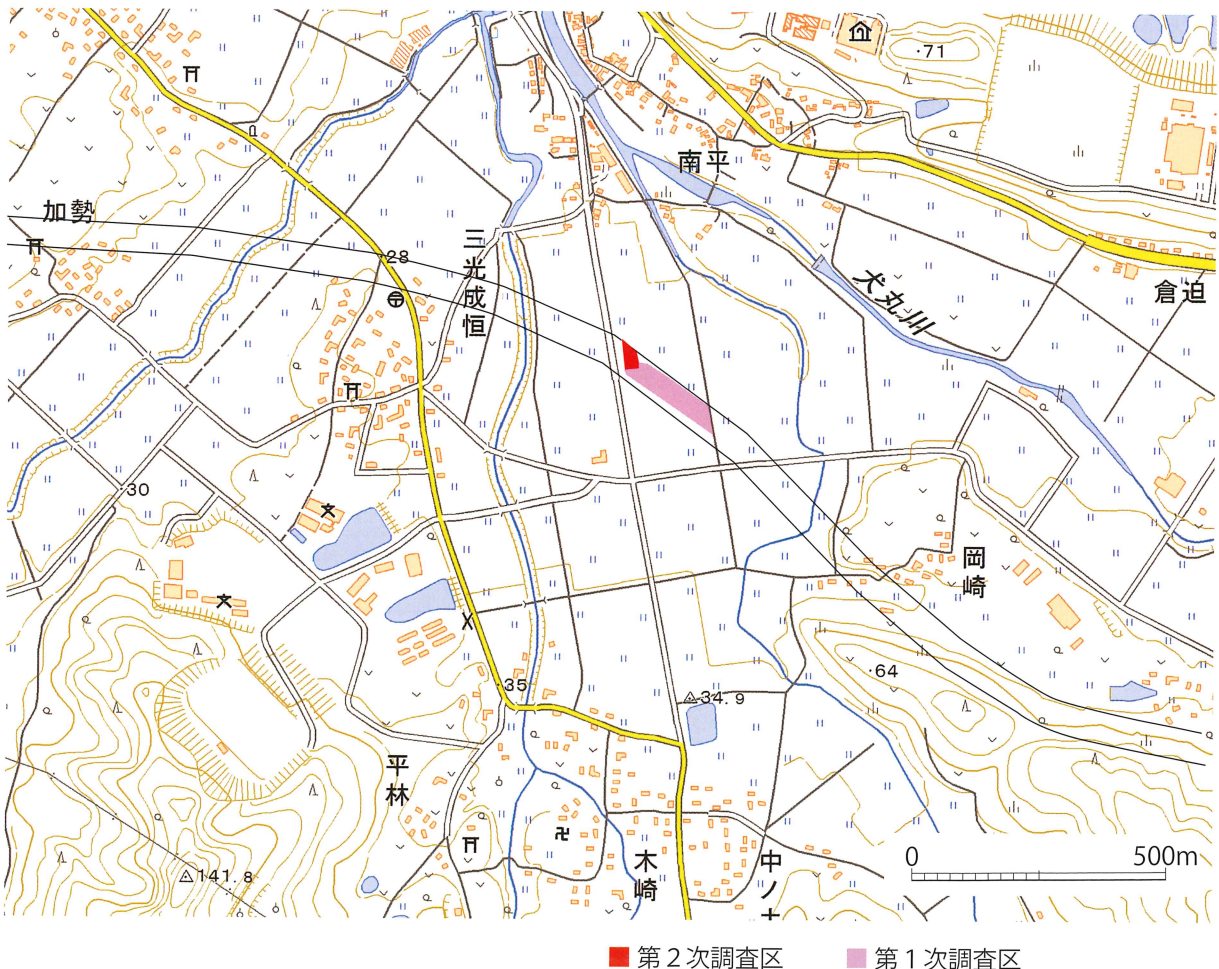 ・71
南平
加勢
三光成恒
28
犬丸川
倉迫
30
岡崎
・64
・35
34.9
平林
木崎
中ノ
141.8
0 500m
第2次調査区 第1次調査区